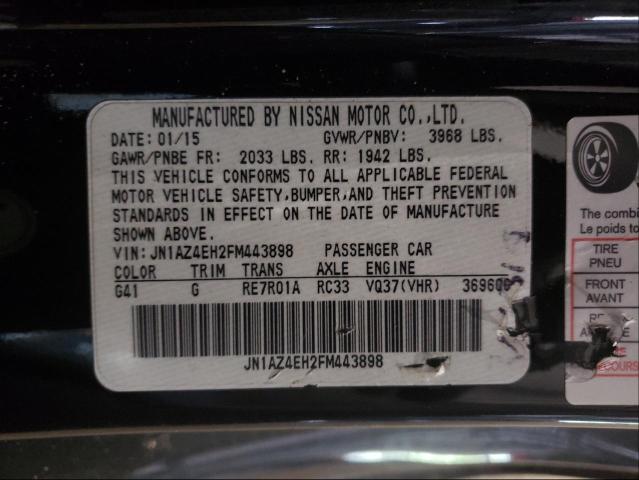 MANUFACTURED BY NISSAN MOTOR CO.,LTD.
DATE: 01/15 GVWR/PNBV: 3968 LBS.
GAWR/PNBE FR: 2033 LBS. RR: 1942 LBS.
THIS VEHICLE CONFORMS TO ALL APPLICABLE FEDERAL
MOTOR VEHICLE SAFETY,BUMPER,AND THEFT PREVENTION
STANDARDS IN EFFECT ON THE DATE OF MANUFACTURE
SHOWN ABOVE.
VIN: JN1AZ4EH2FM443898 PASSENGER CAR
COLOR TRIM TRANS AXLE ENGINE
G41 G RE7R01A RC33 VQ37(VHR)
JN1AZ4EH2FM443898
The combi
Le poids to
TIRE
PNEU
FRONT
AVANT